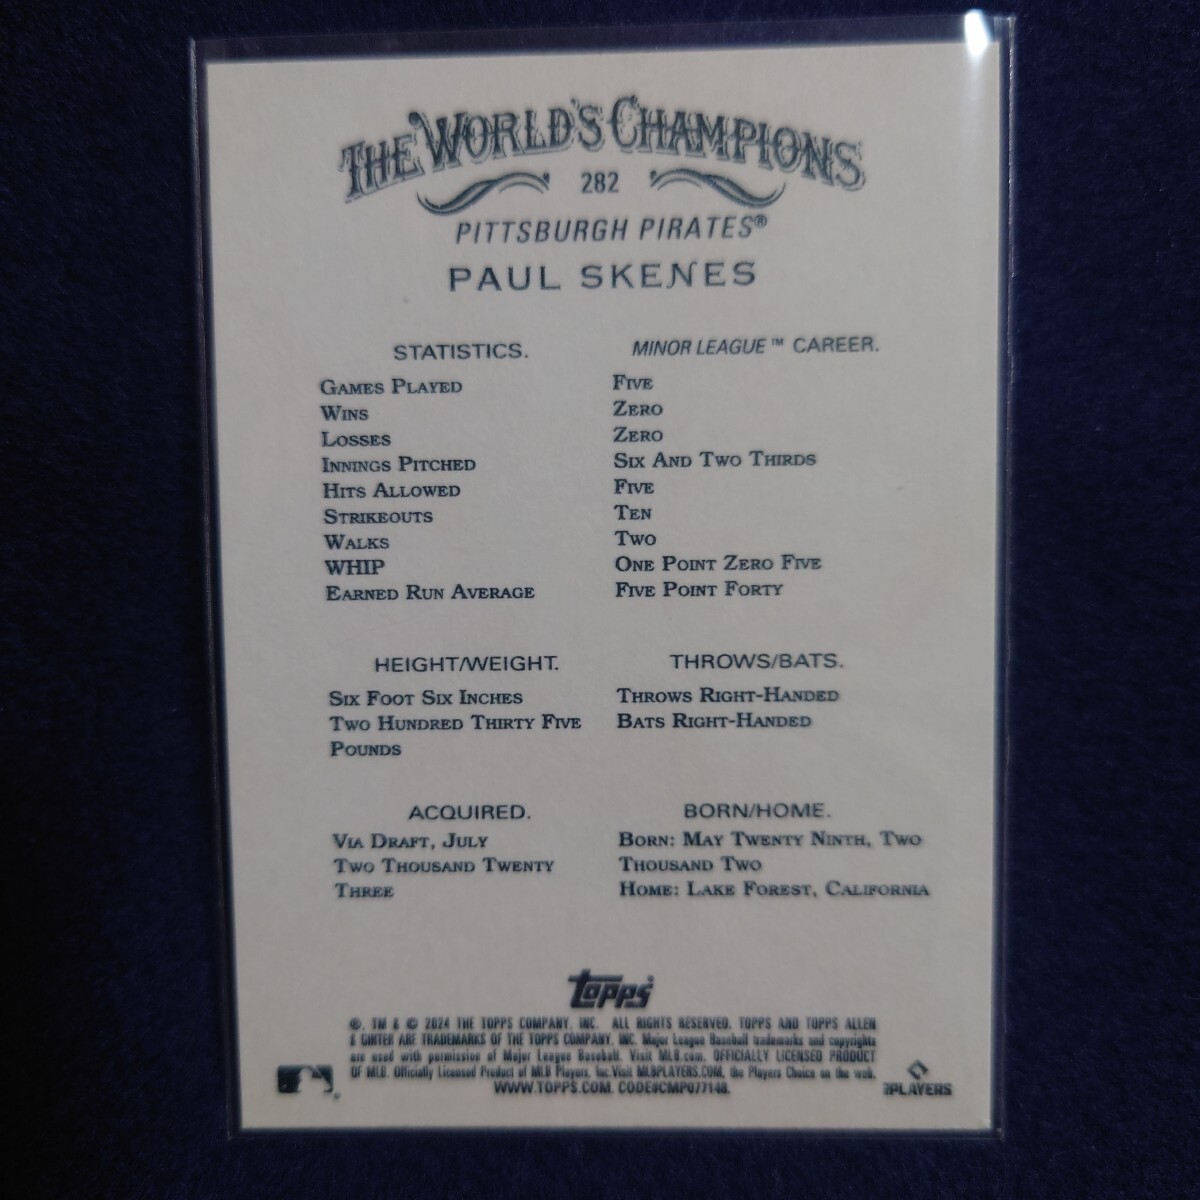 THE WORLD'S CHAMPIONS
282
PITTSBURGH PIRATES®
PAUL SKENES
STATISTICS. MINOR LEAGUE™ CAREER.
GAMES PLAYED FIVE
WINS ZERO
LOSSES ZERO
INNINGS PITCHED SIX AND TWO THIRDS
HITS ALLOWED FIVE
STRIKEOUTS TEN
WALKS TWO
WHIP ONE POINT ZERO FIVE
EARNED RUN AVERAGE FIVE POINT FORTY
HEIGHT/WEIGHT.
SIX FOOT SIX INCHES
TWO HUNDRED THIRTY FIVE
POUNDS
THROWS/BATS.
THROWS RIGHT-HANDED
BATS RIGHT-HANDED
ACQUIRED.
VIA DRAFT, JULY
TWO THOUSAND TWENTY
THREE
BORN/HOME.
BORN: MAY TWENTY NINTH, TWO
THOUSAND TWO
HOME: LAKE FOREST, CALIFORNIA
topps
®, TM & © 2024 THE TOPPS COMPANY, INC. ALL RIGHTS RESERVED. TOPPS AND TOPPS ALLEN
& GINTER ARE TRADEMARKS OF THE TOPPS COMPANY, INC. Major League Baseball trademarks and copyrights
are used with permission of Major League Baseball. Visit MLB.com. OFFICIALLY LICENSED PRODUCT
OF MLB. Officially Licensed Product of MLB Players, Inc. Visit MLBPLAYERS.COM, the Players Choice on the web.
WWW.TOPPS.COM. CODE#CMP077148.
PLAYERS